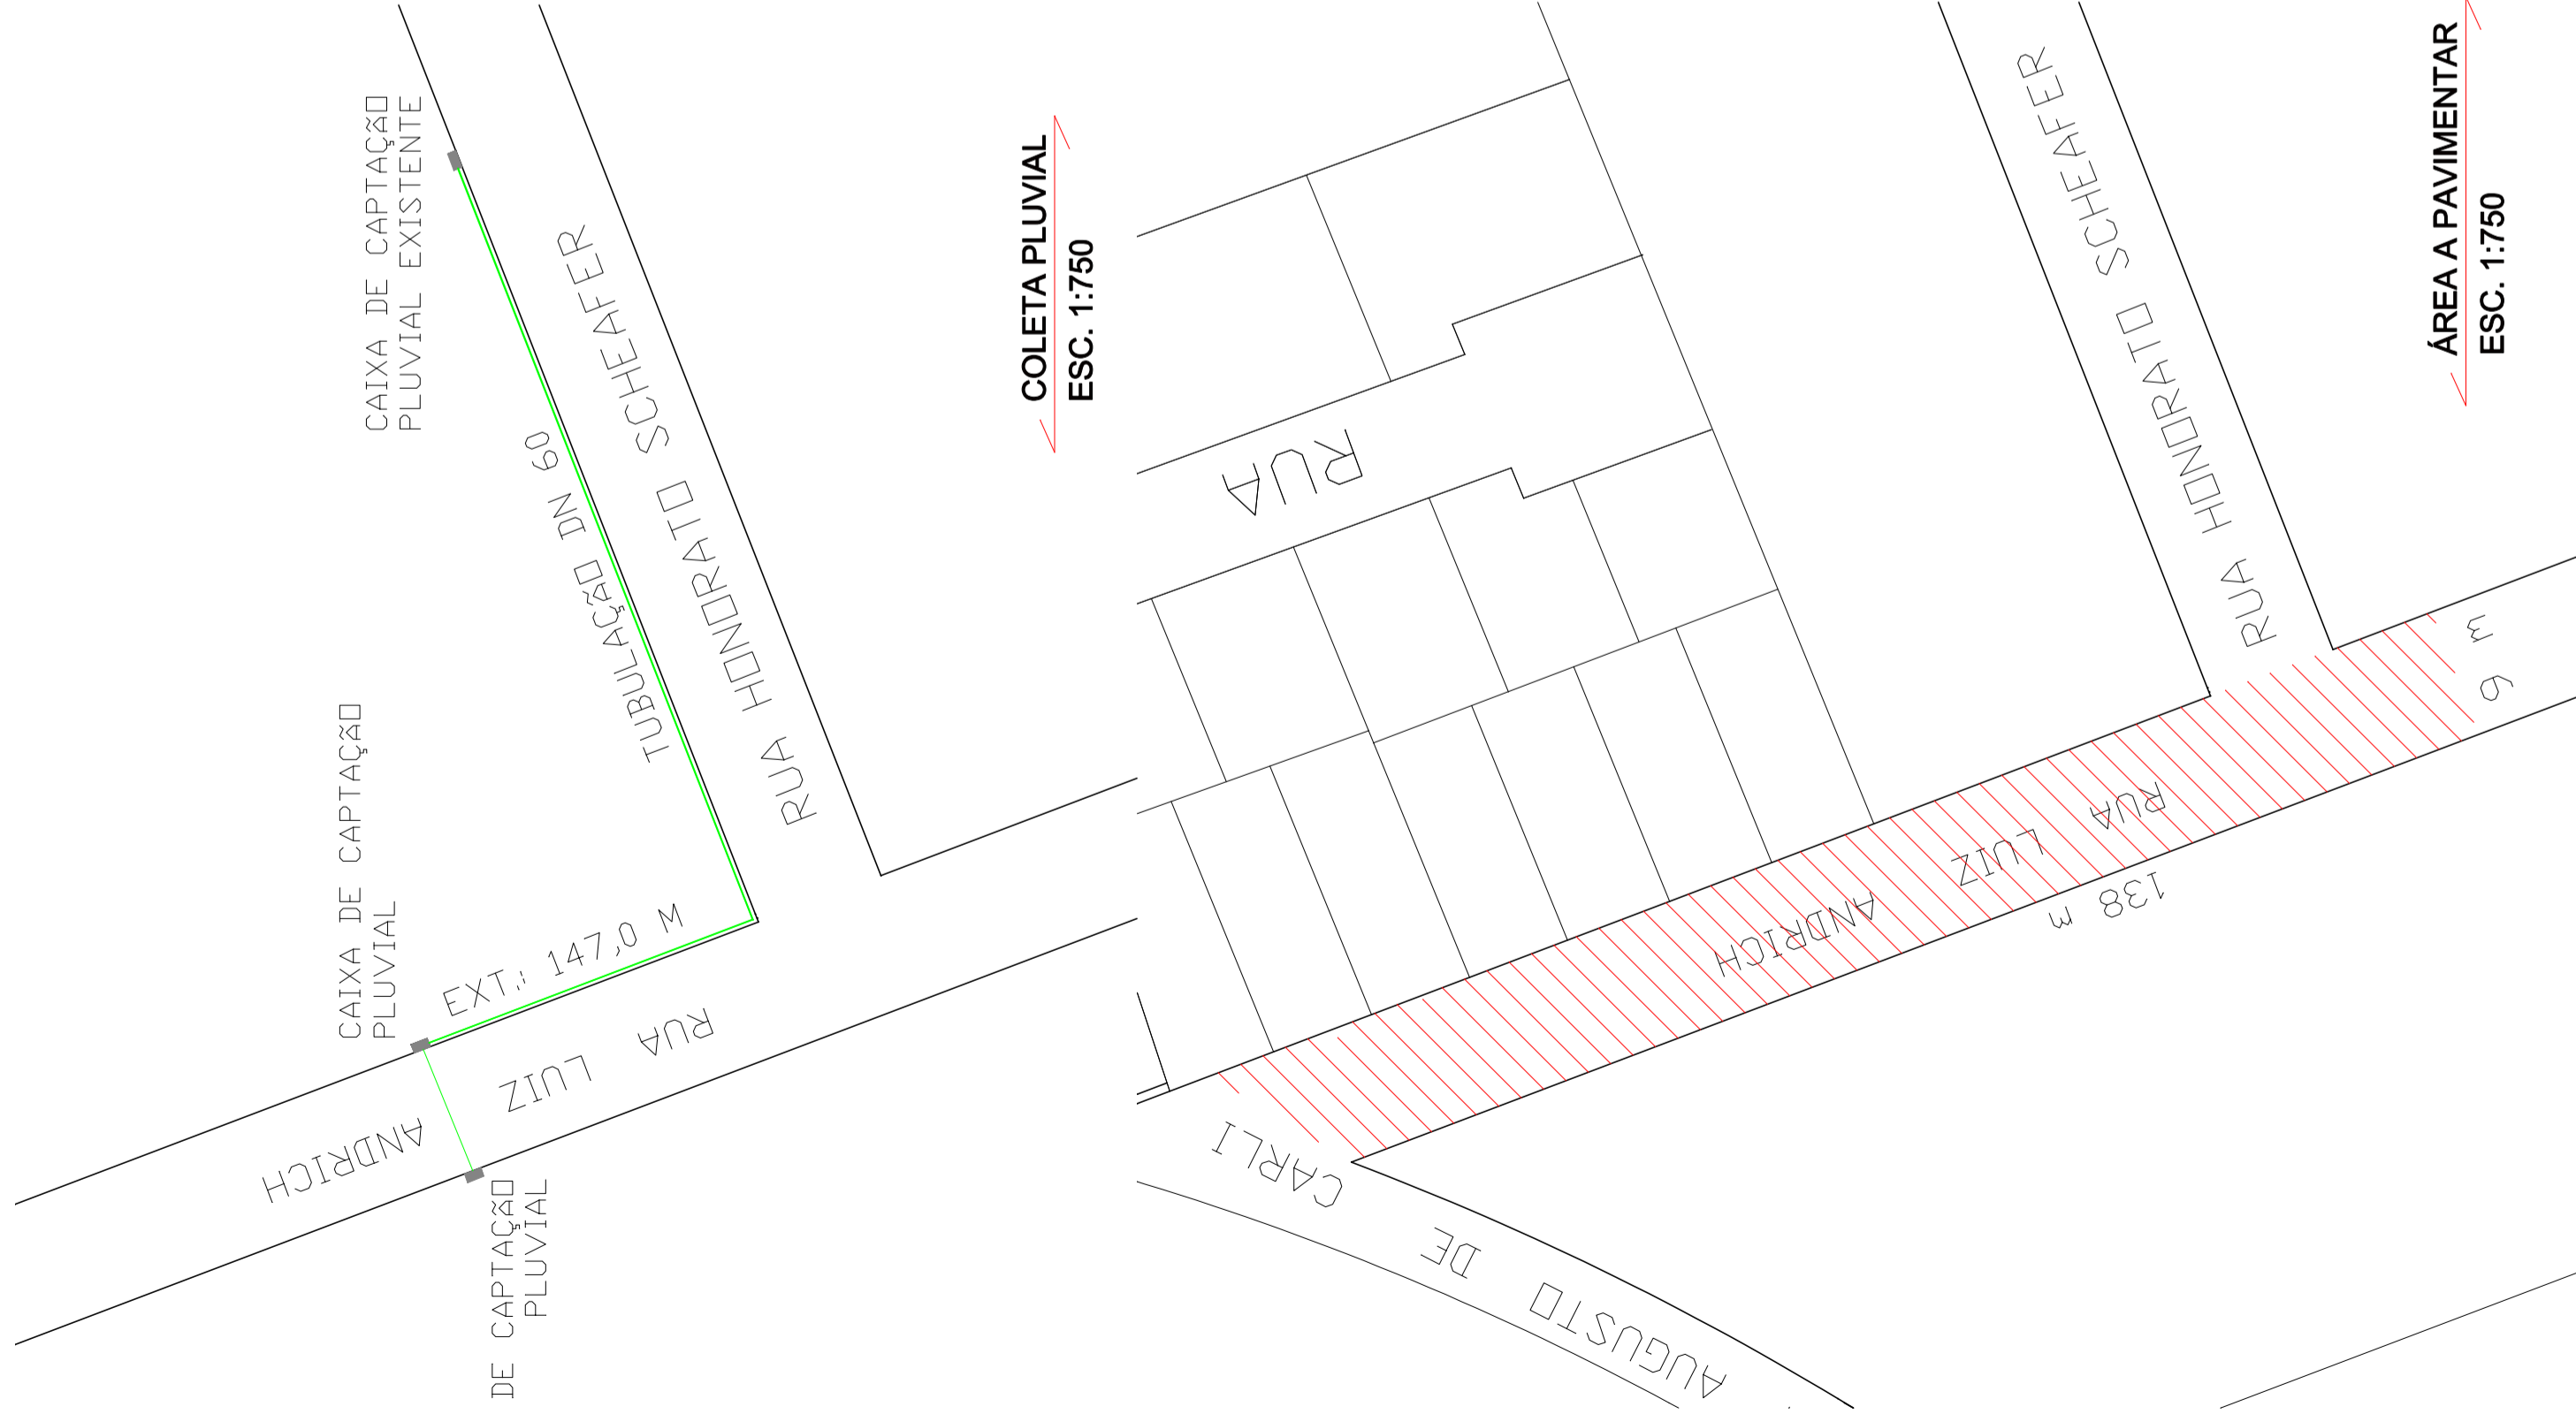 CAIXA DE CAPTAÇÃO
PLUVIAL EXISTENTE
TUBULAÇÃO DN 60
RUA HONORATO SCHEAFER
CAIXA DE CAPTAÇÃO
PLUVIAL
EXT.: 147,0 M
RUA LUIZ ANDRICH
DE CAPTAÇÃO
PLUVIAL
COLETA PLUVIAL
ESC. 1:750
RUA
RUA HONORATO SCHEAFER
9 m
RUA LUIZ ANDRICH
138 m
AUGUSTO DE CARLI
ÁREA A PAVIMENTAR
ESC. 1:750